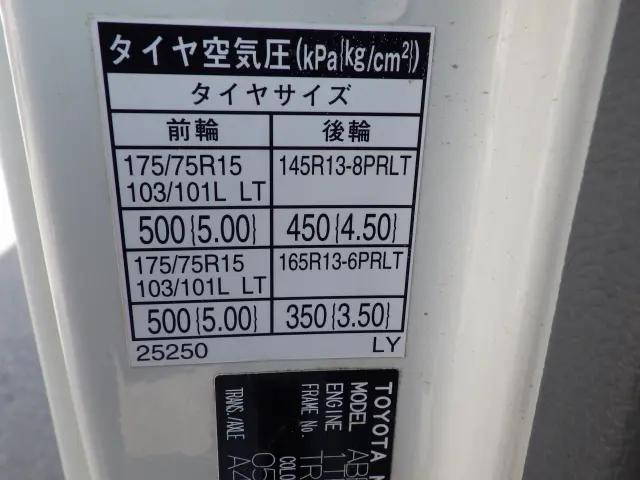 タイヤ空気圧(kPa{kg/cm²})
タイヤサイズ
前輪 後輪
175/75R15 103/101L LT 145R13-8PRLT
500{5.00} 450{4.50}
175/75R15 103/101L LT 165R13-6PRLT
500{5.00} 350{3.50}
25250 LY
TOYOTA
MODEL
ENGINE
FRAME No.
TRANS./AXLE